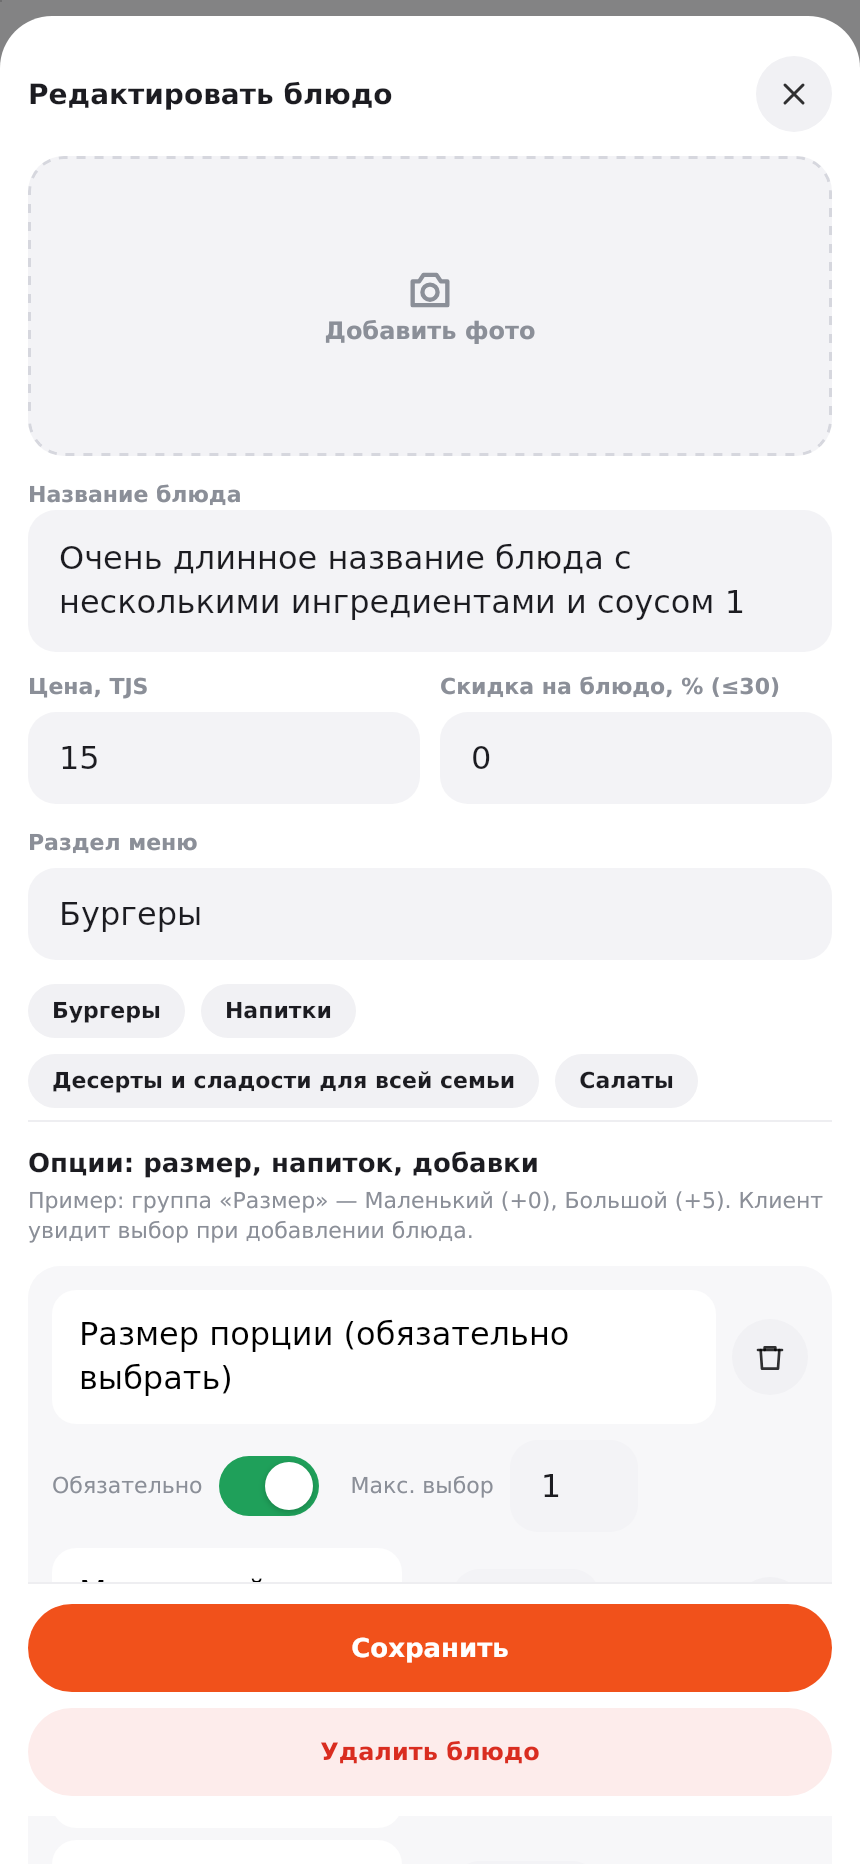 Редактировать блюдо
Добавить фото
Название блюда
Очень длинное название блюда с
несколькими ингредиентами и соусом 1
Цена, TJS
Скидка на блюдо, % (≤30)
15
0
Раздел меню
Бургеры
Бургеры
Напитки
Десерты и сладости для всей семьи
Салаты
Опции: размер, напиток, добавки
Пример: группа «Размер» — Маленький (+0), Большой (+5). Клиент
увидит выбор при добавлении блюда.
Размер порции (обязательно
выбрать)
Обязательно
Макс. выбор
1
Сохранить
Удалить блюдо